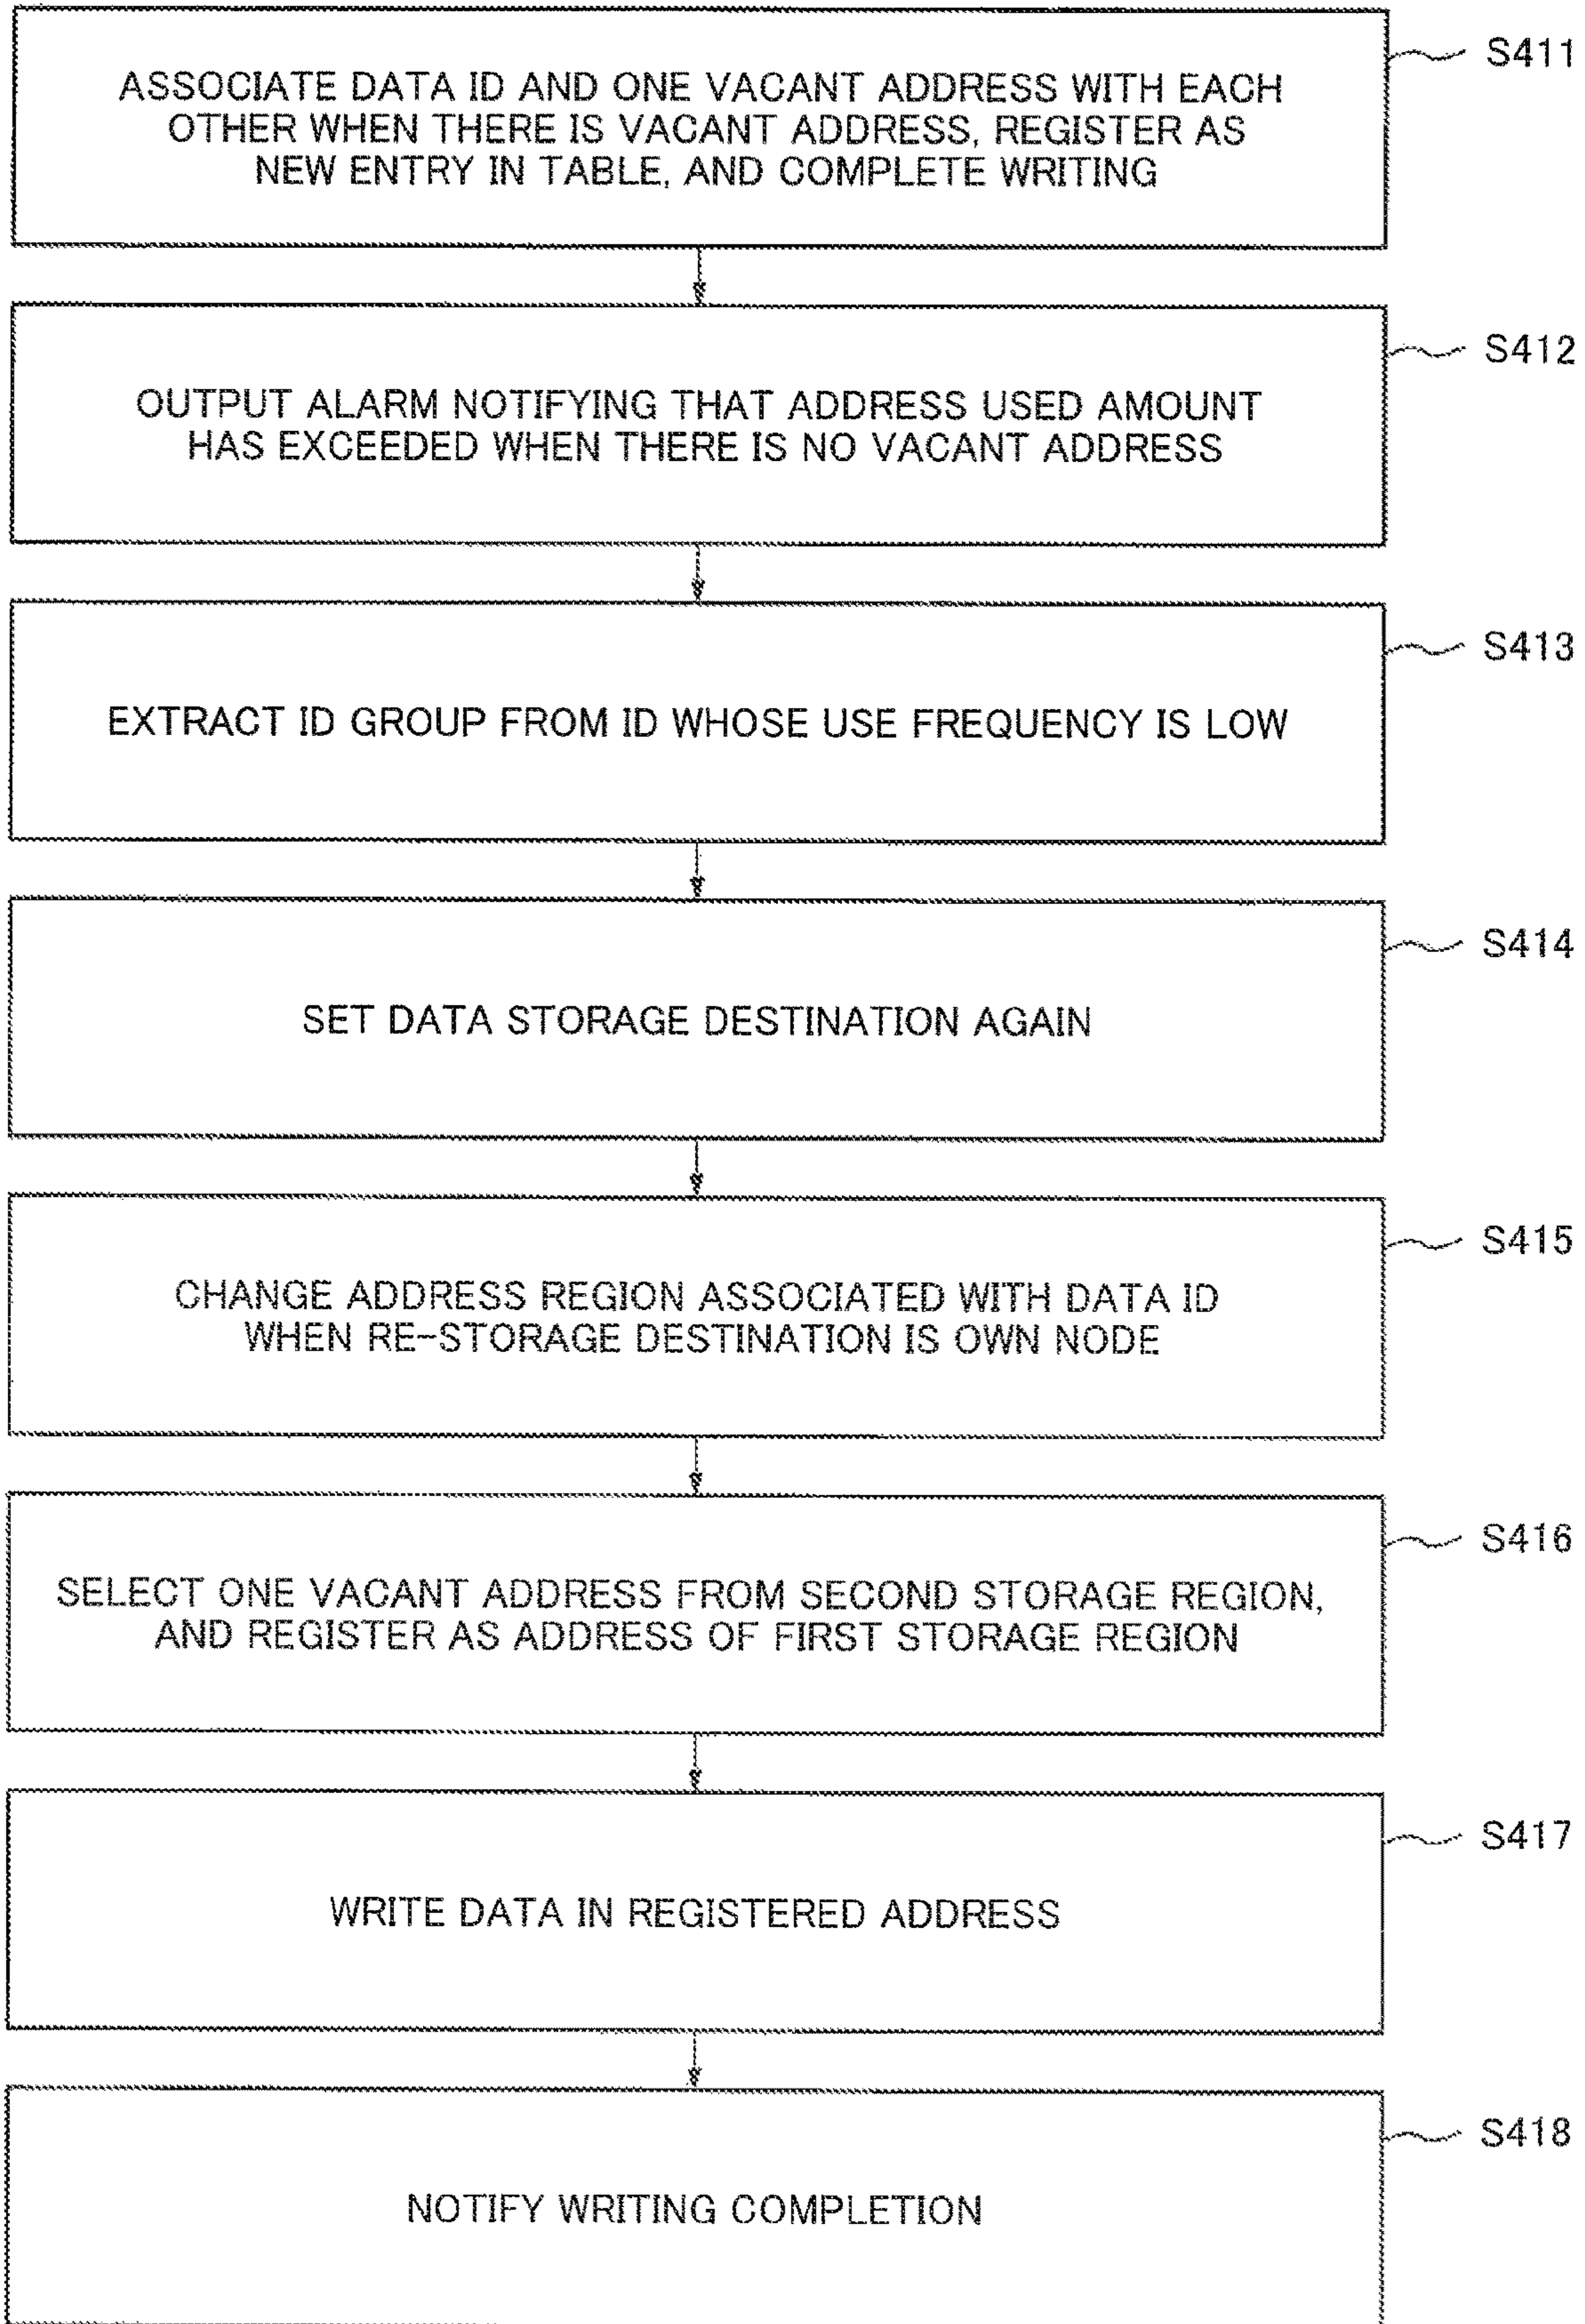 S411
ASSOCIATE DATA ID AND ONE VACANT ADDRESS WITH EACH
OTHER WHEN THERE IS VACANT ADDRESS, REGISTER AS
NEW ENTRY IN TABLE, AND COMPLETE WRITING
S412
OUTPUT ALARM NOTIFYING THAT ADDRESS USED AMOUNT
HAS EXCEEDED WHEN THERE IS NO VACANT ADDRESS
S413
EXTRACT ID GROUP FROM ID WHOSE USE FREQUENCY IS LOW
S414
SET DATA STORAGE DESTINATION AGAIN
S415
CHANGE ADDRESS REGION ASSOCIATED WITH DATA ID
WHEN RE-STORAGE DESTINATION IS OWN NODE
S416
SELECT ONE VACANT ADDRESS FROM SECOND STORAGE REGION,
AND REGISTER AS ADDRESS OF FIRST STORAGE REGION
S417
WRITE DATA IN REGISTERED ADDRESS
S418
NOTIFY WRITING COMPLETION